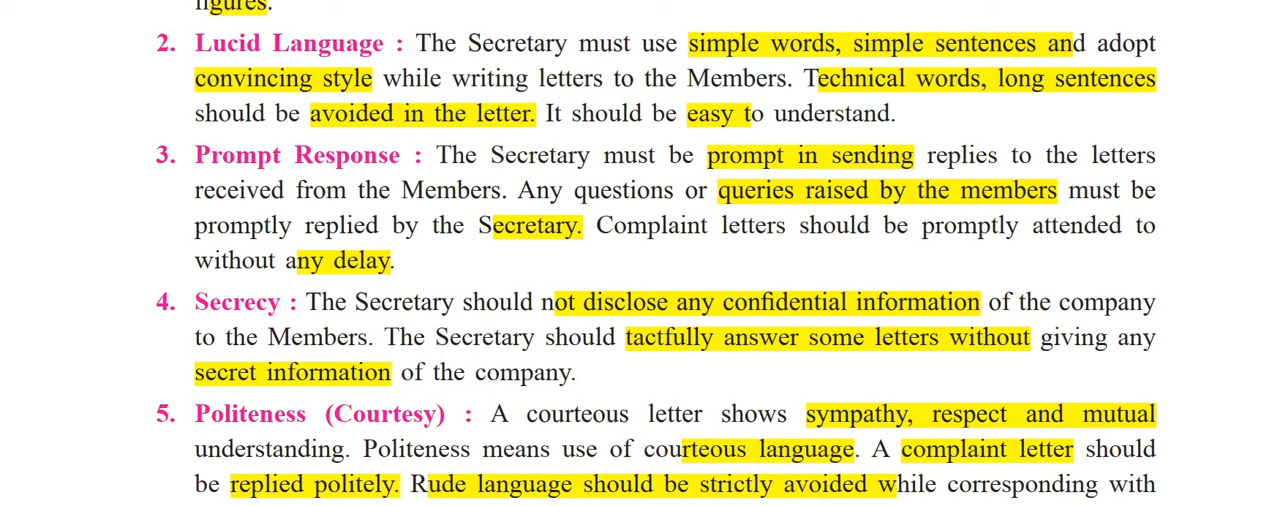 figures.
2. Lucid Language : The Secretary must use simple words, simple sentences and adopt
convincing style while writing letters to the Members. Technical words, long sentences
should be avoided in the letter. It should be easy to understand.
3. Prompt Response : The Secretary must be prompt in sending replies to the letters
received from the Members. Any questions or queries raised by the members must be
promptly replied by the Secretary. Complaint letters should be promptly attended to
without any delay.
4. Secrecy : The Secretary should not disclose any confidential information of the company
to the Members. The Secretary should tactfully answer some letters without giving any
secret information of the company.
5. Politeness (Courtesy) : A courteous letter shows sympathy, respect and mutual
understanding. Politeness means use of courteous language. A complaint letter should
be replied politely. Rude language should be strictly avoided while corresponding with